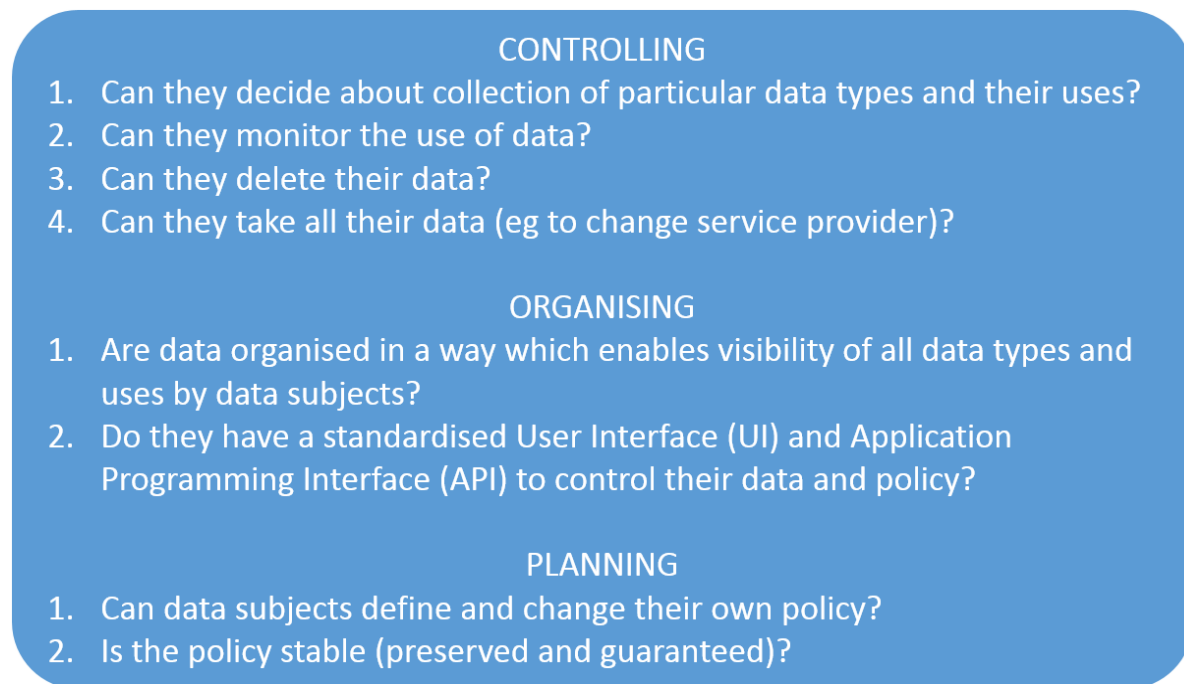 CONTROLLING
1. Can they decide about collection of particular data types and their uses?
2. Can they monitor the use of data?
3. Can they delete their data?
4. Can they take all their data (eg to change service provider)?
ORGANISING
1. Are data organised in a way which enables visibility of all data types and
uses by data subjects?
2. Do they have a standardised User Interface (UI) and Application
Programming Interface (API) to control their data and policy?
PLANNING
1. Can data subjects define and change their own policy?
2. Is the policy stable (preserved and guaranteed)?